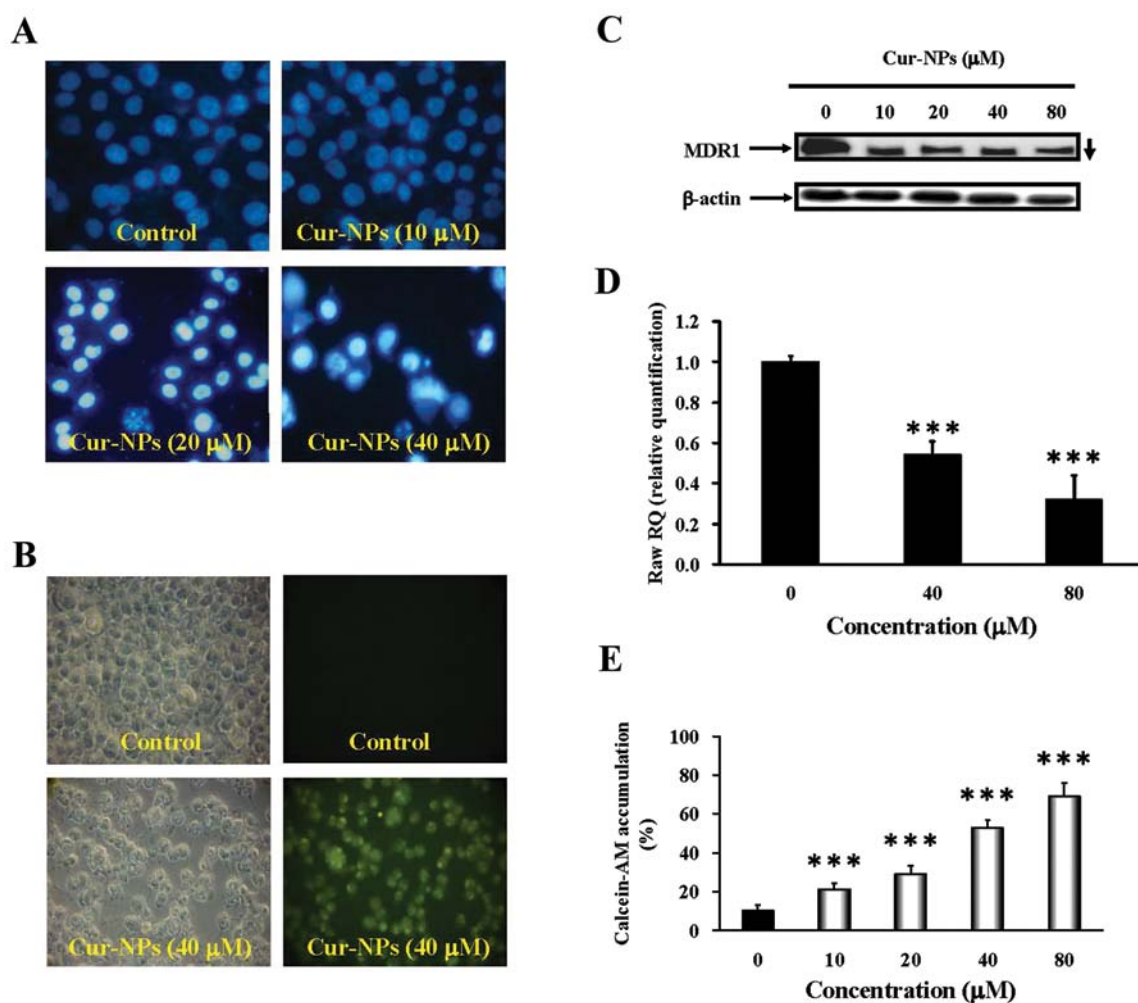 A
Control
Cur-NPs (10 μM)
Cur-NPs (20 μM)
Cur-NPs (40 μM)
B
Control
Control
Cur-NPs (40 μM)
Cur-NPs (40 μM)
C
Cur-NPs (μM)
0 10 20 40 80
MDR1
β-actin
D
Raw RQ (relative quantification)
1.2
1.0
0.8
0.6
0.4
0.2
0.0
***
***
0 40 80
Concentration (μM)
E
Calcein-AM accumulation
(%)
100
80
60
40
20
0
***
***
***
***
0 10 20 40 80
Concentration (μM)